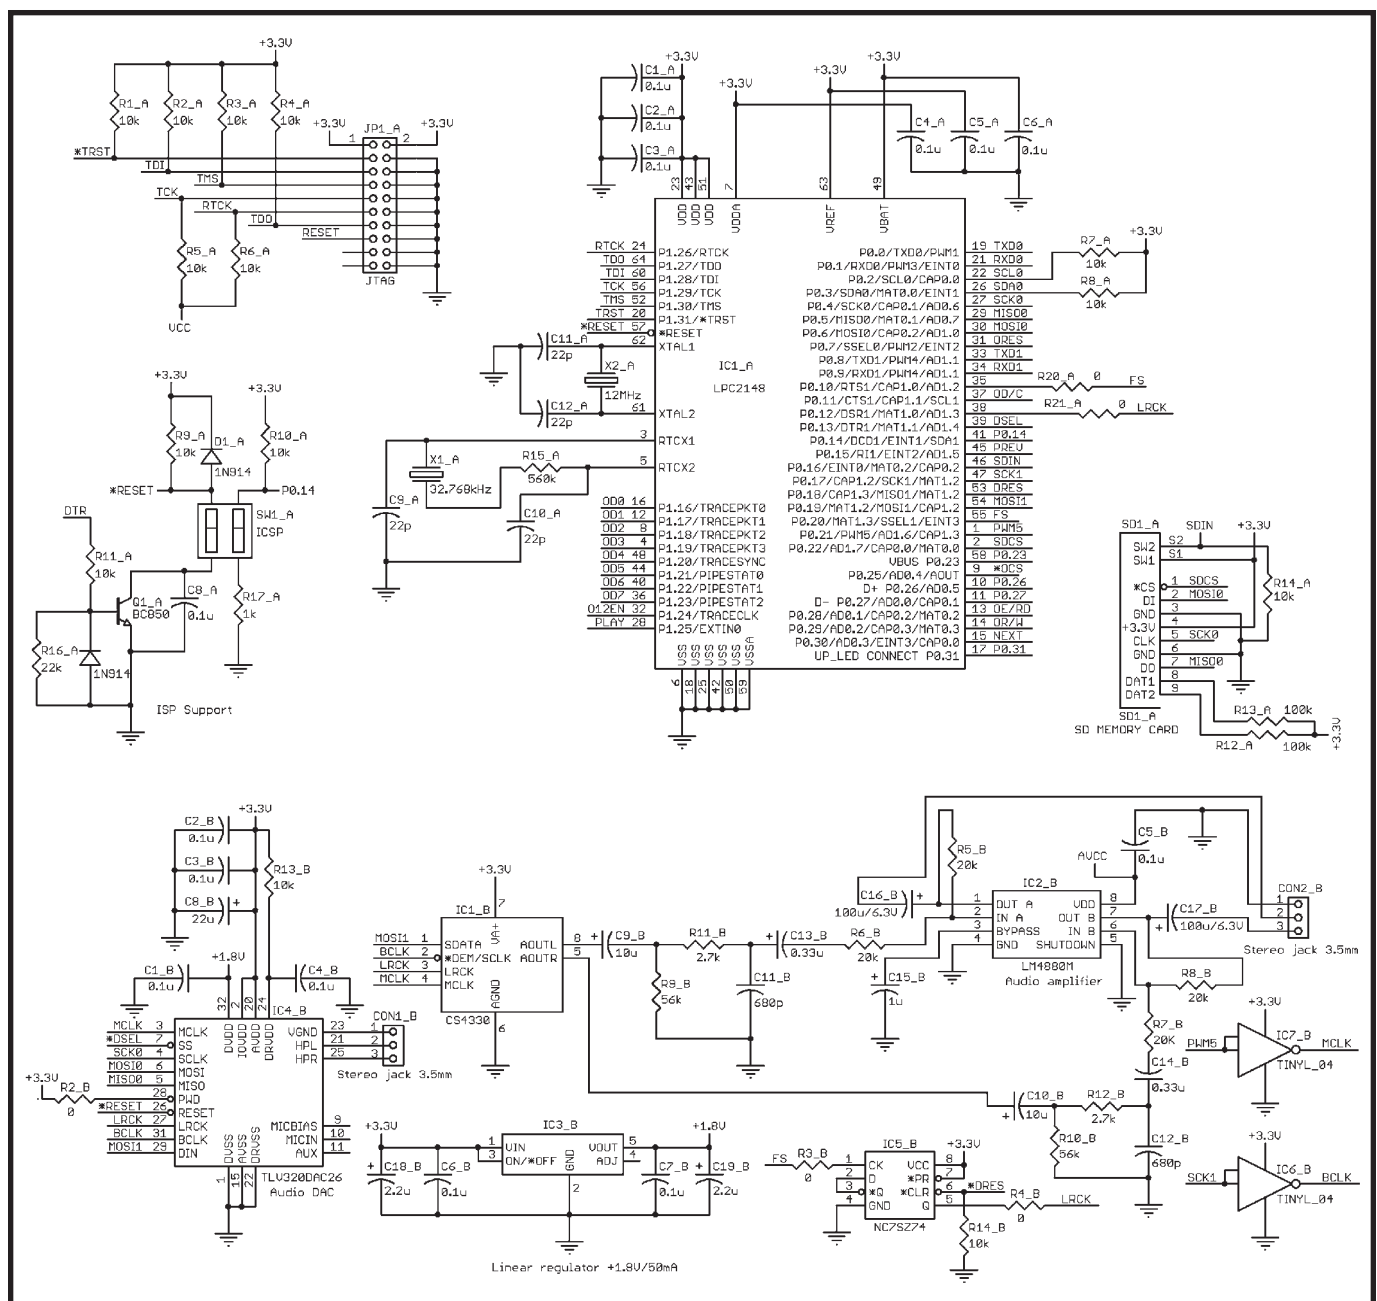 +3.3V
R1_A R2_A R3_A R4_A
10k 10k 10k 10k
+3.3V JP1_A +3.3V
1 2
*TRST
TDI
TMS
TCK
RTCK
TDO
RESET
R5_A R6_A
10k 10k
JTAG
VCC
+3.3V +3.3V
R9_A D1_A R10_A
10k 1N914 10k
*RESET P0.14
DTR
SW1_A
ICSP
R11_A
10k
Q1_A
BC850
C8_A
0.1u
R17_A
1k
R16_A
22k
1N914
ISP Support
+3.3V +3.3V +3.3V +3.3V
C1_A
0.1u
C2_A
0.1u
C3_A
0.1u
C4_A C5_A C6_A
0.1u 0.1u 0.1u
23 43 51 7 63 49
VDD VDD VDD VDDA VREF VBAT
RTCK 24 P1.26/RTCK
TDO 64 P1.27/TDO
TDI 60 P1.28/TDI
TCK 56 P1.29/TCK
TMS 52 P1.30/TMS
TRST 20 P1.31/*TRST
*RESET 57 *RESET
62 XTAL1
61 XTAL2
3 RTCX1
5 RTCX2
C11_A
22p
X2_A
12MHz
C12_A
22p
X1_A
32.768kHz
R15_A
560k
C9_A
22p
C10_A
22p
IC1_A
LPC2148
OD0 16 P1.16/TRACEPKT0
OD1 12 P1.17/TRACEPKT1
OD2 8 P1.18/TRACEPKT2
OD3 4 P1.19/TRACEPKT3
OD4 48 P1.20/TRACESYNC
OD5 44 P1.21/PIPESTAT0
OD6 40 P1.22/PIPESTAT1
OD7 36 P1.23/PIPESTAT2
O12EN 32 P1.24/TRACECLK
PLAY 28 P1.25/EXTIN0
P0.0/TXD0/PWM1 19 TXD0
P0.1/RXD0/PWM3/EINT0 21 RXD0
P0.2/SCL0/CAP0.0 22 SCL0
P0.3/SDA0/MAT0.0/EINT1 26 SDA0
P0.4/SCK0/CAP0.1/AD0.6 27 SCK0
P0.5/MISO0/MAT0.1/AD0.7 29 MISO0
P0.6/MOSI0/CAP0.2/AD1.0 30 MOSI0
P0.7/SSEL0/PWM2/EINT2 31 ORES
P0.8/TXD1/PWM4/AD1.1 33 TXD1
P0.9/RXD1/PWM4/AD1.1 34 RXD1
P0.10/RTS1/CAP1.0/AD1.2 35
P0.11/CTS1/CAP1.1/SCL1 37 OD/C
P0.12/DSR1/MAT1.0/AD1.3 38
P0.13/DTR1/MAT1.1/AD1.4 39 DSEL
P0.14/DCD1/EINT1/SDA1 41 P0.14
P0.15/RI1/EINT2/AD1.5 45 PREV
P0.16/EINT0/MAT0.2/CAP0.2 46 SDIN
P0.17/CAP1.2/SCK1/MAT1.2 47 SCK1
P0.18/CAP1.3/MISO1/MAT1.2 53 DRES
P0.19/MAT1.2/MOSI1/CAP1.2 54 MOSI1
P0.20/MAT1.3/SSEL1/EINT3 55 FS
P0.21/PWM5/AD1.6/CAP1.3 1 PWM5
P0.22/AD1.7/CAP0.0/MAT0.0 2 SDCS
VBUS P0.23 58 P0.23
P0.25/AD0.4/AOUT 9 *OCS
D+ P0.26/AD0.5 10 P0.26
D- P0.27/AD0.0/CAP0.1 11 P0.27
P0.28/AD0.1/CAP0.2/MAT0.2 13 OE/RD
P0.29/AD0.2/CAP0.3/MAT0.3 14 OR/W
P0.30/AD0.3/EINT3/CAP0.0 15 NEXT
UP_LED CONNECT P0.31 17 P0.31
VSS VSS VSS VSS VSS VSSA
6 18 25 42 50 59
R7_A
10k
R8_A
10k
+3.3V
R20_A 0 FS
R21_A 0 LRCK
SD1_A SDIN +3.3V
SW2 S2
SW1 S1
*CS 1 SDCS
DI 2 MOSI0
GND 3
+3.3V 4
CLK 5 SCK0
GND 6
DO 7 MISO0
DAT1 8
DAT2 9
R14_A
10k
SD1_A
SD MEMORY CARD
R13_A 100k
R12_A 100k
+3.3V
+3.3V
C2_B
0.1u
C3_B
0.1u
C8_B +
22u
R13_B
10k
+1.8V
C1_B
0.1u
C4_B
0.1u
32 2 20 24
IC4_B
DVDD IOVDD AVDD DRVDD
MCLK 3 MCLK
*DSEL 7 SS
SCK0 4 SCLK
MOSI0 6 MOSI
MISO0 5 MISO
28 PWD
*RESET 26 RESET
LRCK 27 LRCK
BCLK 31 BCLK
MOSI1 29 DIN
+3.3V
R2_B
0
VGND 23
HPL 21
HPR 25
MICBIAS 9
MICIN 10
AUX 11
DVSS AVSS DRVSS
1 15 22
CON1_B
1
2
3
Stereo jack 3.5mm
TLV320DAC26
Audio DAC
+3.3V
7
IC1_B
VA+
MOSI1 1 SDATA
BCLK 2 *DEM/SCLK
LRCK 3 LRCK
MCLK 4 MCLK
AOUTL 8
AOUTR 5
AGND
6
CS4330
+ C9_B
10u
R11_B
2.7k
R9_B
56k
C11_B
680p
+ C13_B
0.33u
R6_B
20k
C16_B +
100u/6.3V
R5_B
20k
+ C15_B
1u
C5_B
0.1u
AVCC
IC2_B
1 OUT A
2 IN A
3 BYPASS
4 GND
VDD 8
OUT B 7
IN B 6
SHUTDOWN 5
LM4880M
Audio amplifier
C17_B
+ 100u/6.3V
CON2_B
1
2
3
Stereo jack 3.5mm
R8_B
20k
R7_B
20K
C14_B
0.33u
C10_B
+ 10u
R12_B
2.7k
R10_B
56k
C12_B
680p
+3.3V
IC7_B
PWM5 MCLK
TINYL_04
+3.3V
IC6_B
SCK1 BCLK
TINYL_04
+3.3V IC3_B +1.8V
1 VIN VOUT 5
3 ON/*OFF ADJ 4
GND
2
+ C18_B
2.2u
C6_B
0.1u
C7_B
0.1u
+ C19_B
2.2u
Linear regulator +1.8V/50mA
IC5_B
+3.3V
FS R3_B
0
1 CK VCC 8
2 D *PR 7
3 *Q *CLR 6 *DRES
4 GND Q 5
NC7SZ74
R4_B
0
LRCK
R14_B
10k